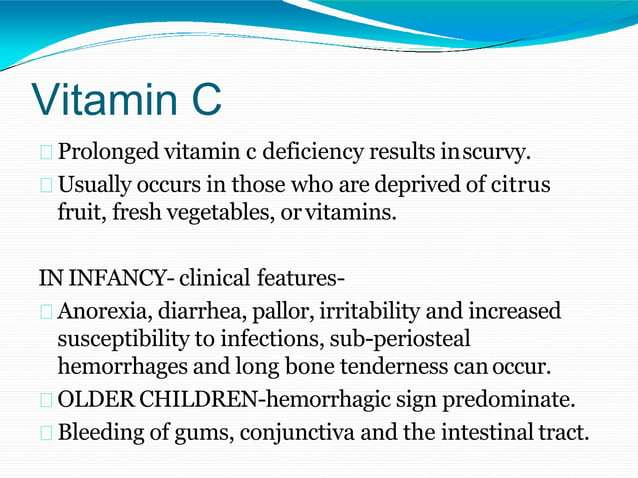 Vitamin C
Prolonged vitamin c deficiency results in scurvy.
Usually occurs in those who are deprived of citrus
fruit, fresh vegetables, or vitamins.
IN INFANCY- clinical features-
Anorexia, diarrhea, pallor, irritability and increased
susceptibility to infections, sub-periosteal
hemorrhages and long bone tenderness can occur.
OLDER CHILDREN-hemorrhagic sign predominate.
Bleeding of gums, conjunctiva and the intestinal tract.